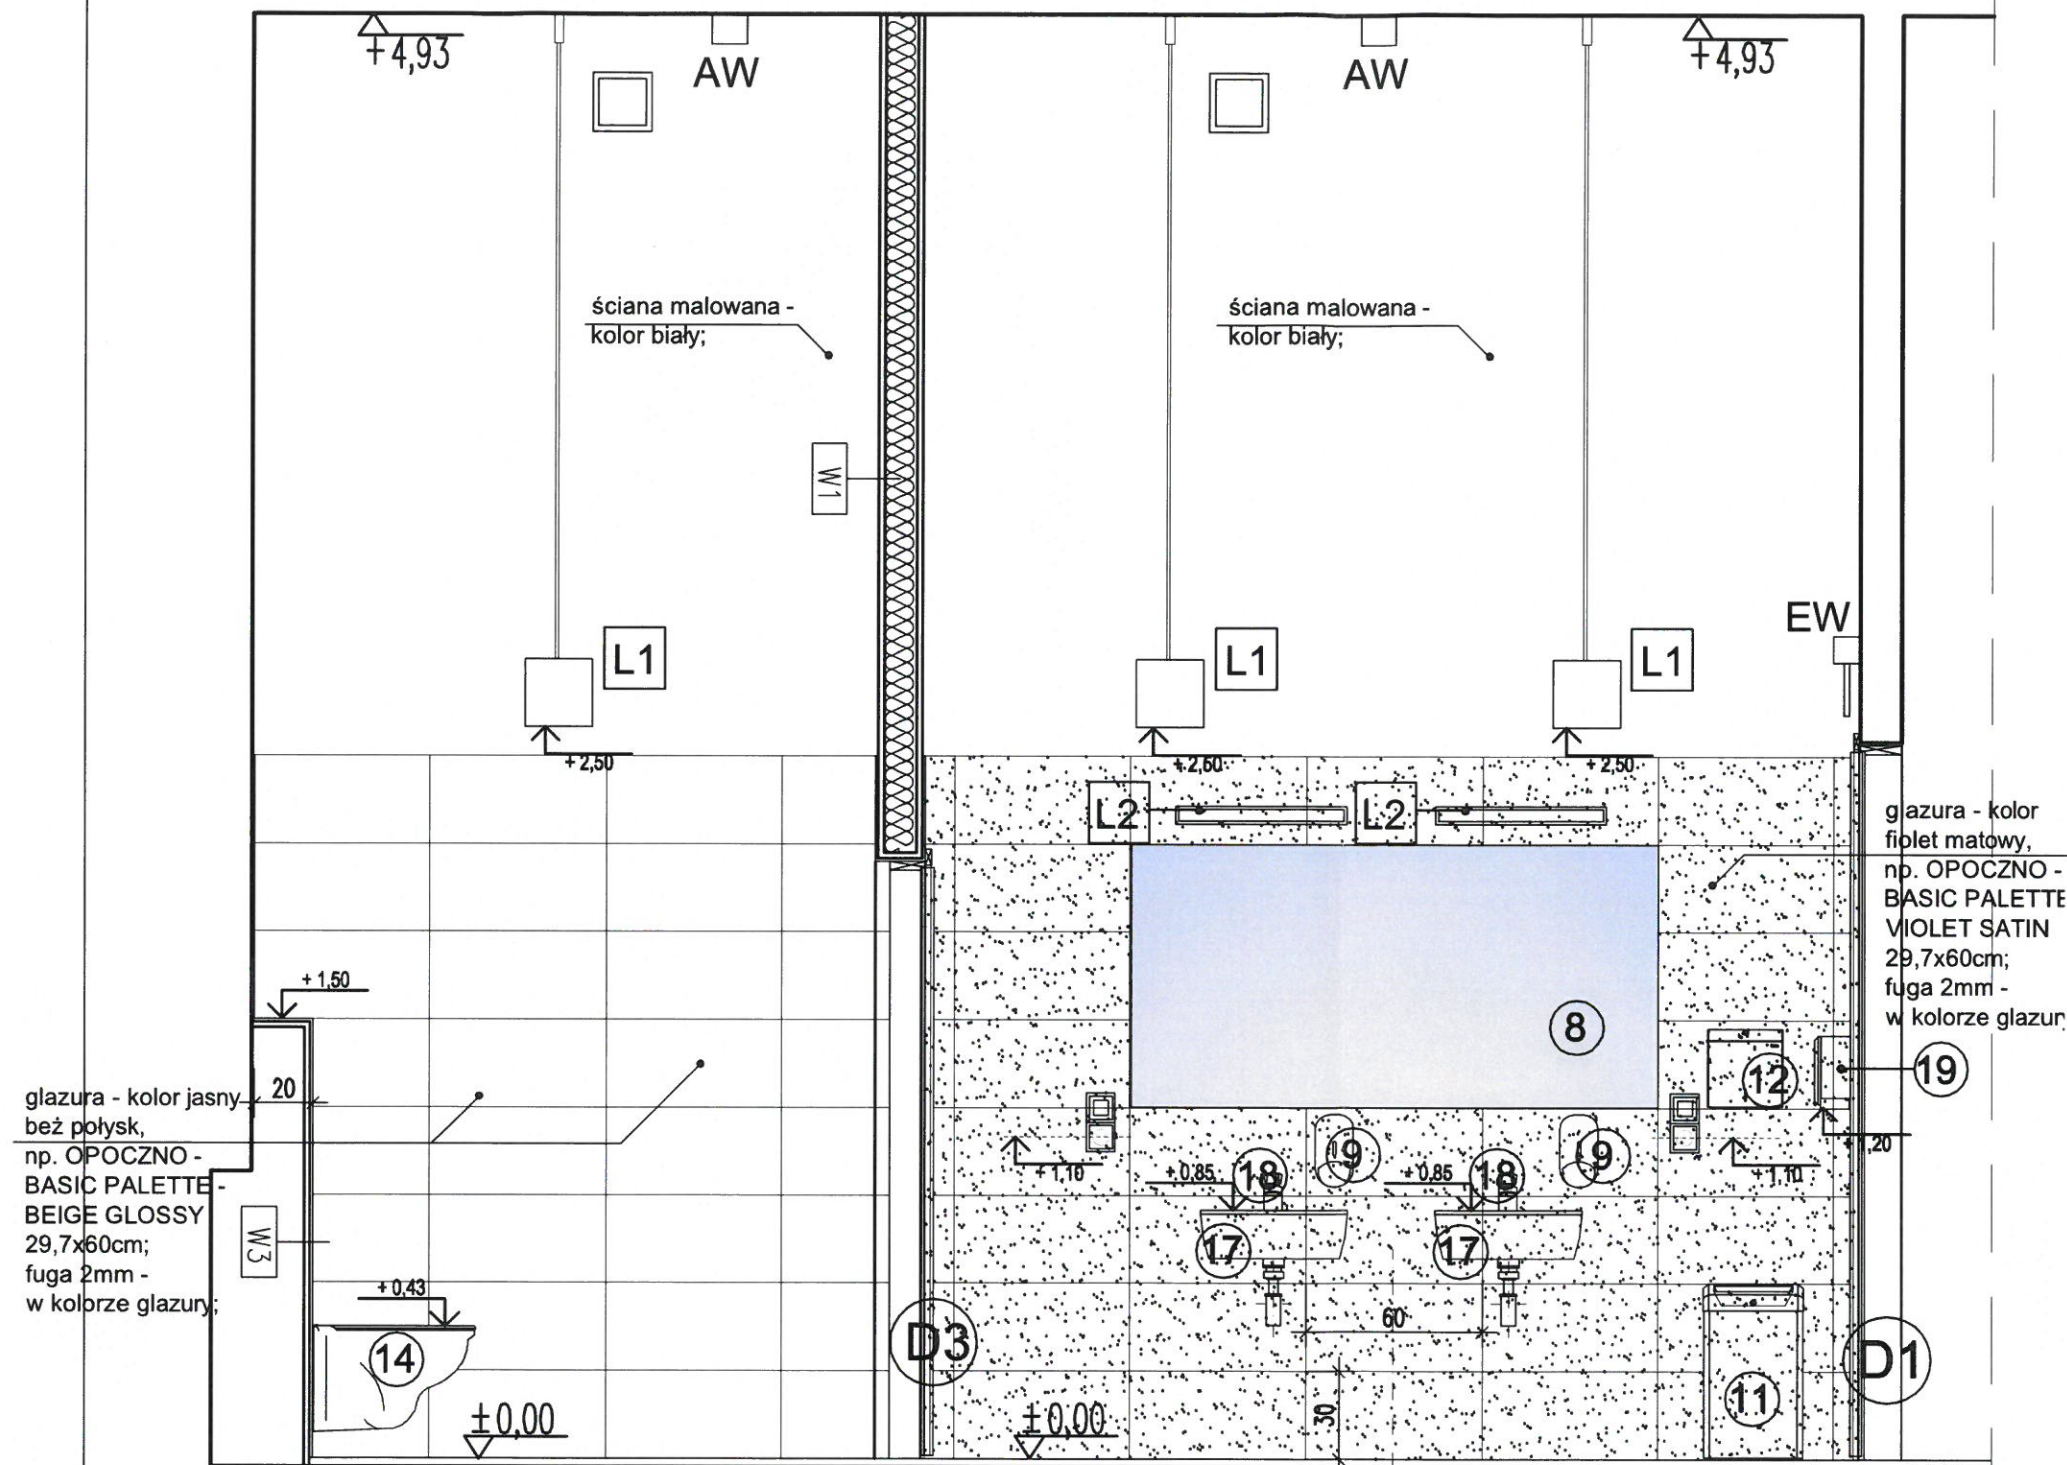 +4,93
AW
AW
+4,93
ściana malowana -
kolor biały;
ściana malowana -
kolor biały;
W1
EW
L1
L1
L1
+ 2,50
+ 2,50
+ 2,50
L2
L2
glazura - kolor
fiolet matowy,
np. OPOCZNO -
BASIC PALETTE
VIOLET SATIN
29,7x60cm;
fuga 2mm -
w kolorze glazur
+ 1,50
8
20
12
19
glazura - kolor jasny
beż połysk,
np. OPOCZNO -
BASIC PALETTE -
BEIGE GLOSSY
29,7x60cm;
fuga 2mm -
w kolorze glazury;
+ 1,10
+ 0,85
18
9
+ 0,85
18
9
+ 1,10
1,20
W3
17
17
+ 0,43
14
D3
60
D1
11
±0,00
±0,00
30